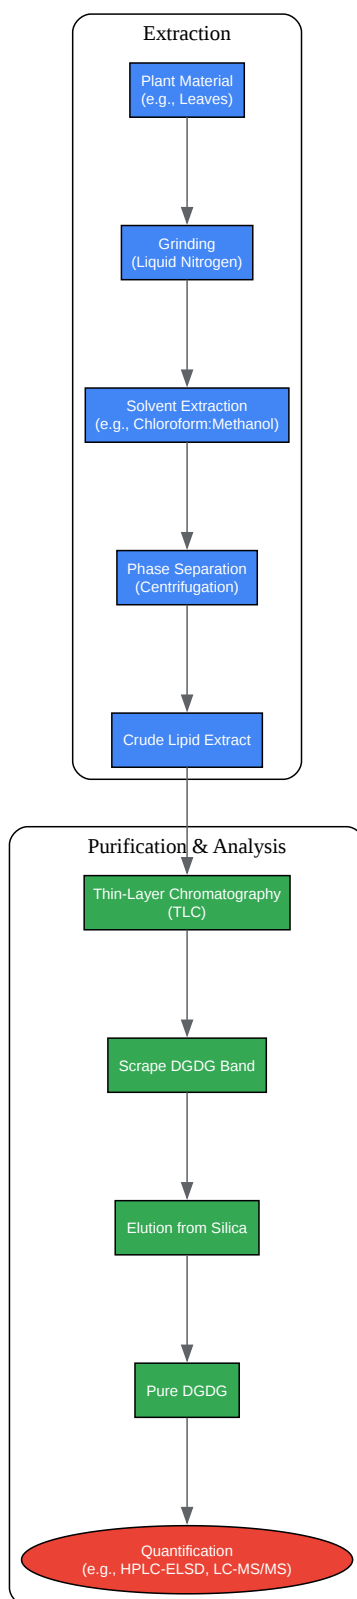 Extraction
Plant Material
(e.g., Leaves)
Grinding
(Liquid Nitrogen)
Solvent Extraction
(e.g., Chloroform:Methanol)
Phase Separation
(Centrifugation)
Crude Lipid Extract
Purification & Analysis
Thin-Layer Chromatography
(TLC)
Scrape DGDG Band
Elution from Silica
Pure DGDG
Quantification
(e.g., HPLC-ELSD, LC-MS/MS)